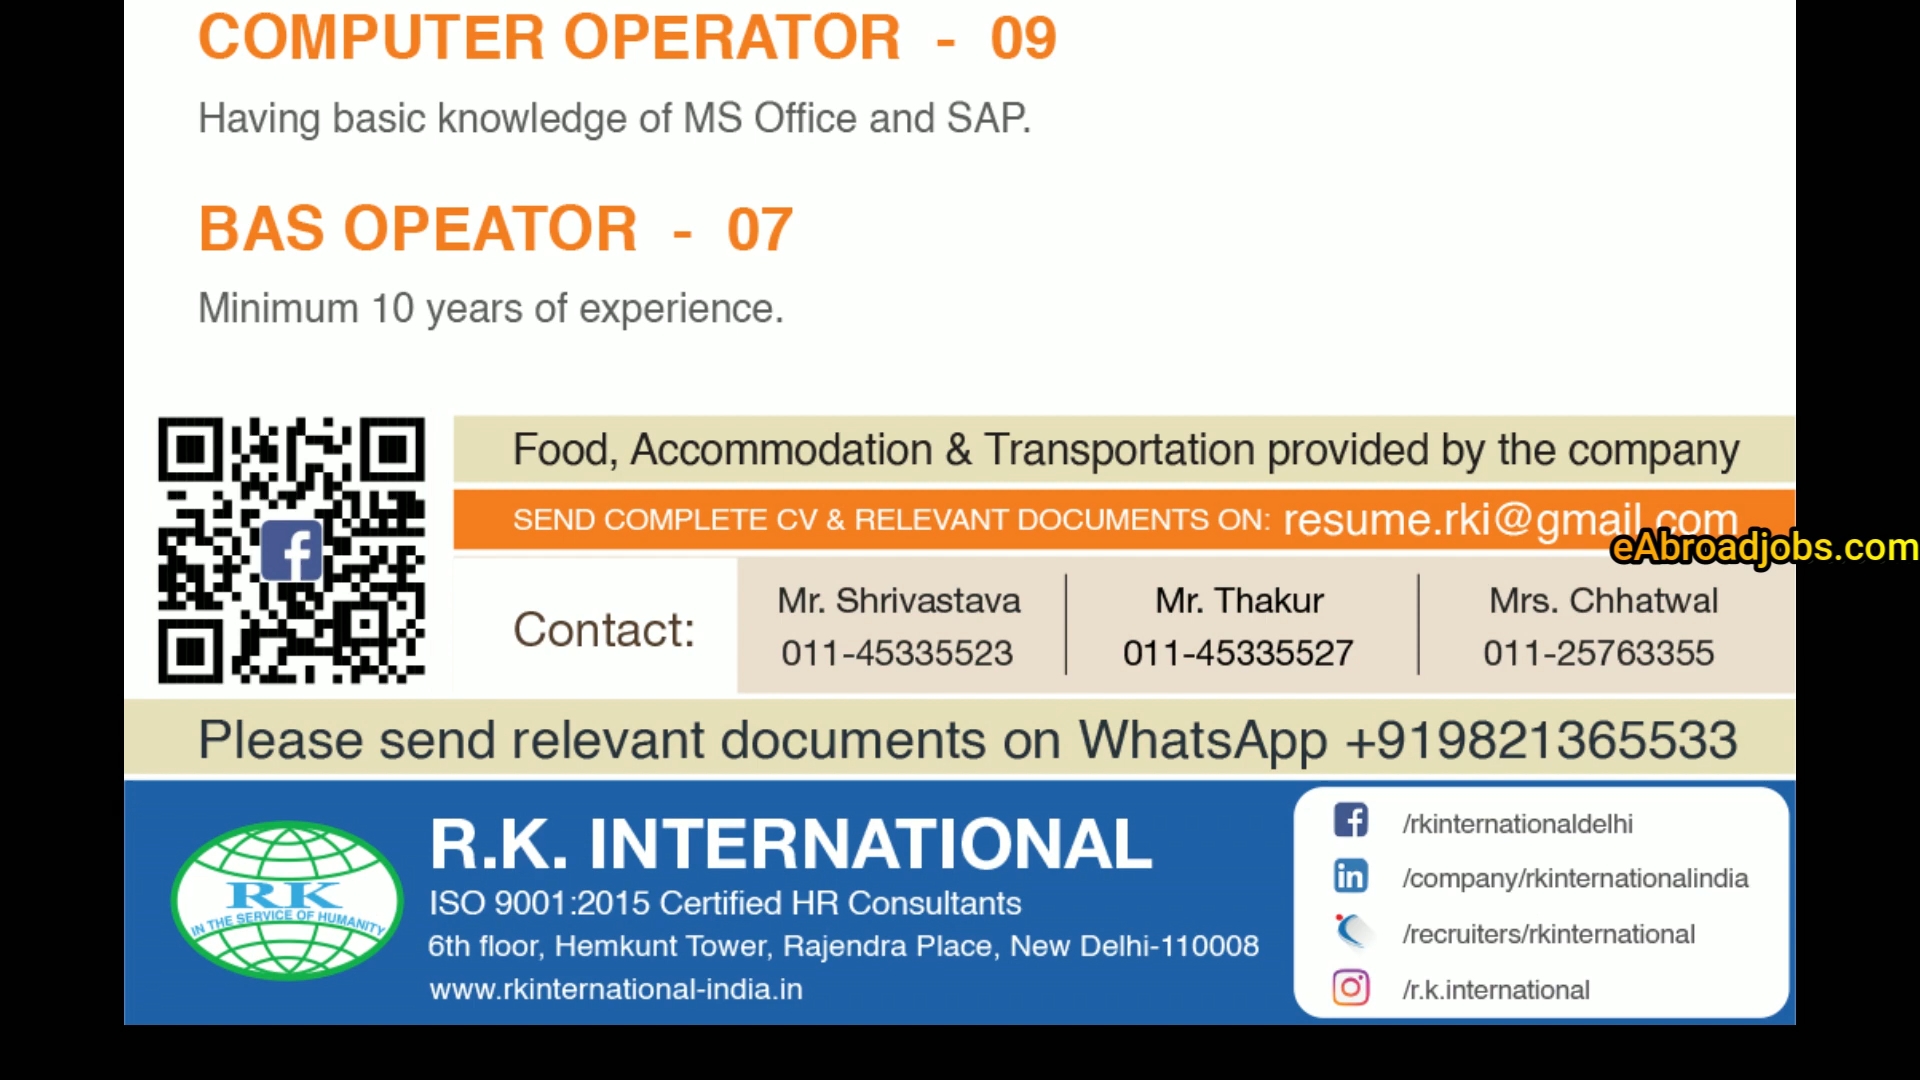 COMPUTER OPERATOR - 09
Having basic knowledge of MS Office and SAP.
BAS OPEATOR - 07
Minimum 10 years of experience.
Food, Accommodation & Transportation provided by the company
SEND COMPLETE CV & RELEVANT DOCUMENTS ON: resume.rki@gmail.com
eAbroadjobs.com
Contact:
Mr. Shrivastava
011-45335523
Mr. Thakur
011-45335527
Mrs. Chhatwal
011-25763355
Please send relevant documents on WhatsApp +919821365533
RK
IN THE SERVICE OF HUMANITY
R.K. INTERNATIONAL
ISO 9001:2015 Certified HR Consultants
6th floor, Hemkunt Tower, Rajendra Place, New Delhi-110008
www.rkinternational-india.in
/rkinternationaldelhi
/company/rkinternationalindia
/recruiters/rkinternational
/r.k.international